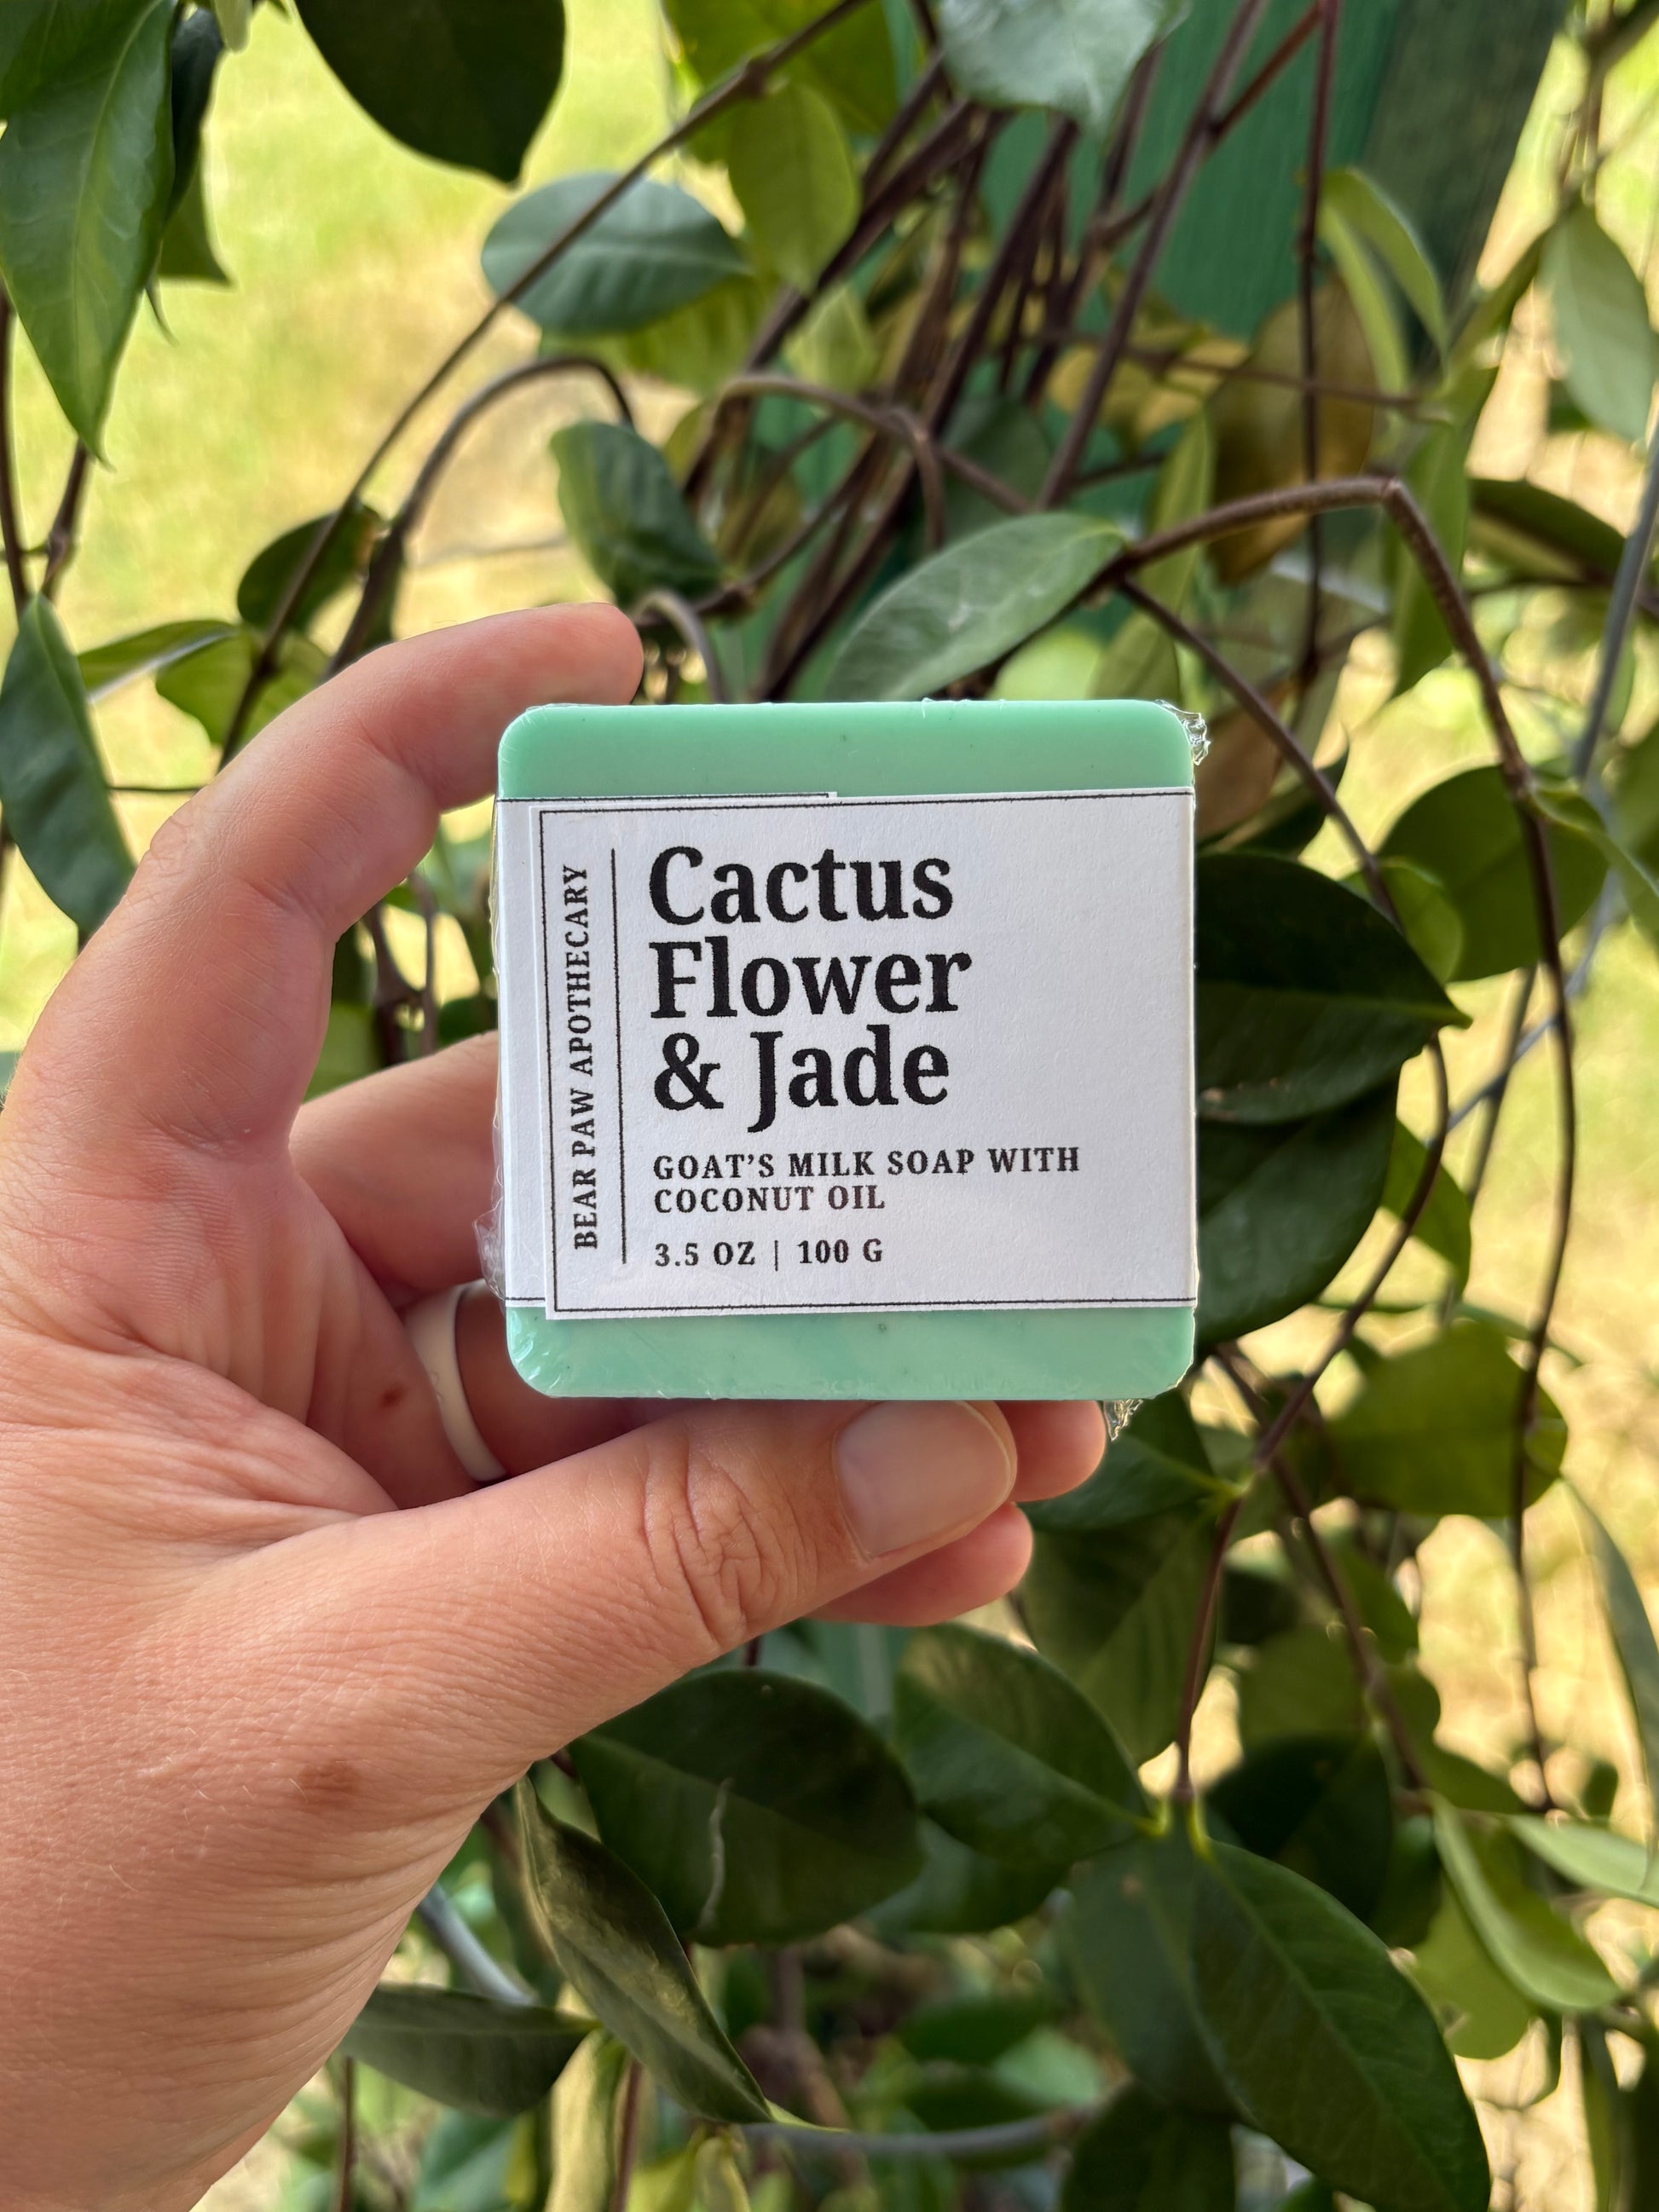 BEAR PAW APOTHECARY
Cactus
Flower
& Jade
GOAT’S MILK SOAP WITH
COCONUT OIL
3.5 OZ | 100 G